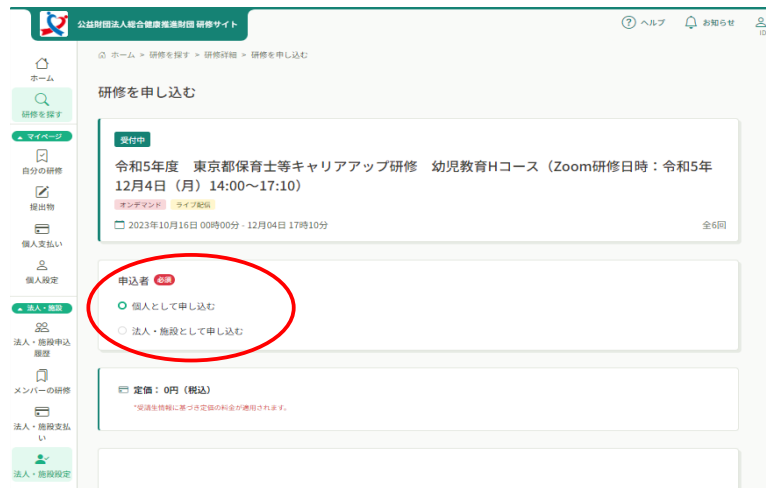 公益財団法人総合健康推進財団 研修サイト
ヘルプ
お知らせ
ID
ホーム > 研修を探す > 研修詳細 > 研修を申し込む
ホーム
研修を探す
マイページ
自分の研修
提出物
個人支払い
個人設定
法人・施設
法人・施設申込
履歴
メンバーの研修
法人・施設支払
い
法人・施設設定
研修を申し込む
受付中
令和5年度　東京都保育士等キャリアアップ研修　幼児教育Hコース（Zoom研修日時：令和5年
12月4日（月）14:00～17:10）
オンデマンド ライブ配信
2023年10月16日 00時00分 - 12月04日 17時10分
全6回
申込者 必須
個人として申し込む
法人・施設として申し込む
定価： 0円（税込）
*受講生情報に基づき定価の料金が適用されます。